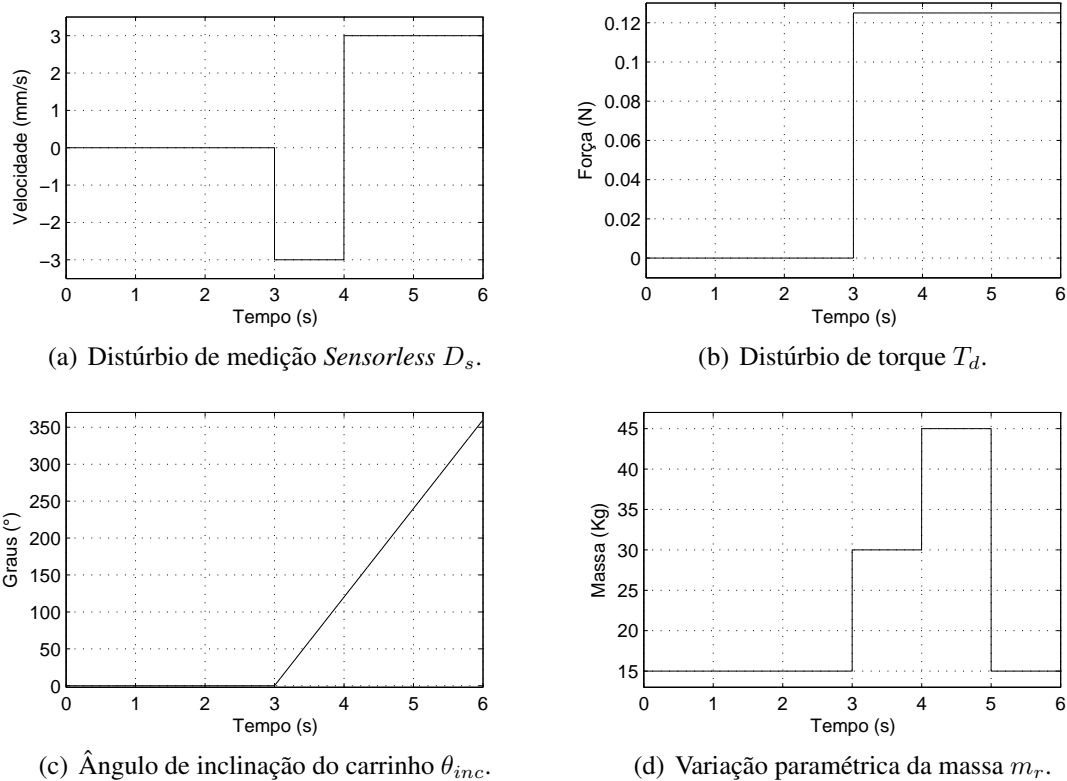 3
2
1
0
−1
−2
−3
Velocidade (mm/s)
0 1 2 3 4 5 6
Tempo (s)
(a) Distúrbio de medição Sensorless D_s.
0.12
0.1
0.08
0.06
0.04
0.02
0
Força (N)
0 1 2 3 4 5 6
Tempo (s)
(b) Distúrbio de torque T_d.
350
300
250
200
150
100
50
0
Graus (°)
0 1 2 3 4 5 6
Tempo (s)
(c) Ângulo de inclinação do carrinho θ_inc.
45
40
35
30
25
20
15
Massa (Kg)
0 1 2 3 4 5 6
Tempo (s)
(d) Variação paramétrica da massa m_r.